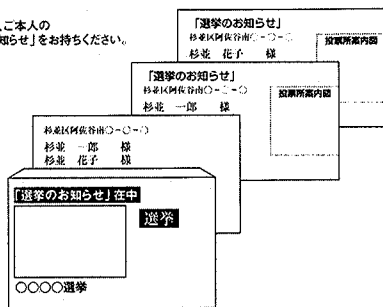 、ご本人の
知らせ」をお持ちください。
「選挙のお知らせ」
杉並区阿佐谷南○-○-○
杉並 花子 様
投票所案内図
「選挙のお知らせ」
杉並区阿佐谷南○-○-○
杉並 一郎 様
投票所案内図
杉並区阿佐谷南○-○-○
杉並 一郎 様
杉並 花子 様
「選挙のお知らせ」在中
選挙
○○○○選挙